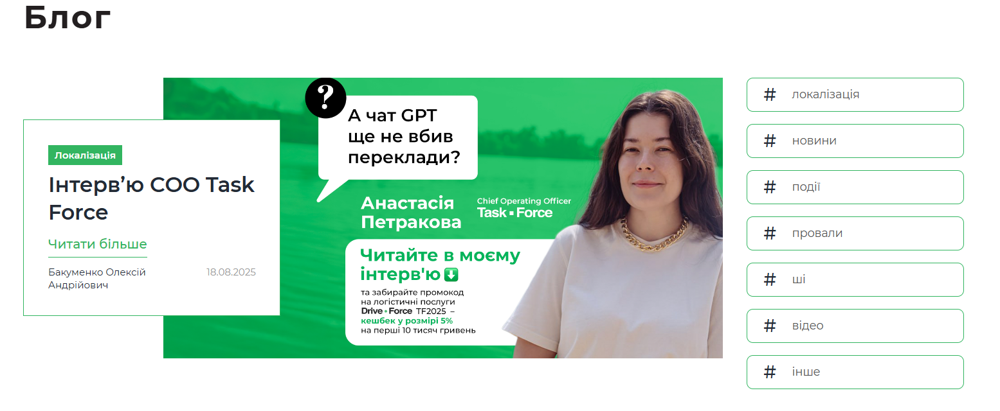 Блог
Локалізація
Інтерв’ю COO Task
Force
Читати більше
Бакуменко Олексій
Андрійович
18.08.2025
?
А чат GPT
ще не вбив
переклади?
Анастасія
Петракова
Chief Operating Officer
Task ▪ Force
Читайте в моєму
інтерв'ю ⬇️
та забирайте промокод
на логістичні послуги
Drive • Force TF2025 –
кешбек у розмірі 5%
на перші 10 тисяч гривень
# локалізація
# новини
# події
# провали
# ші
# відео
# інше